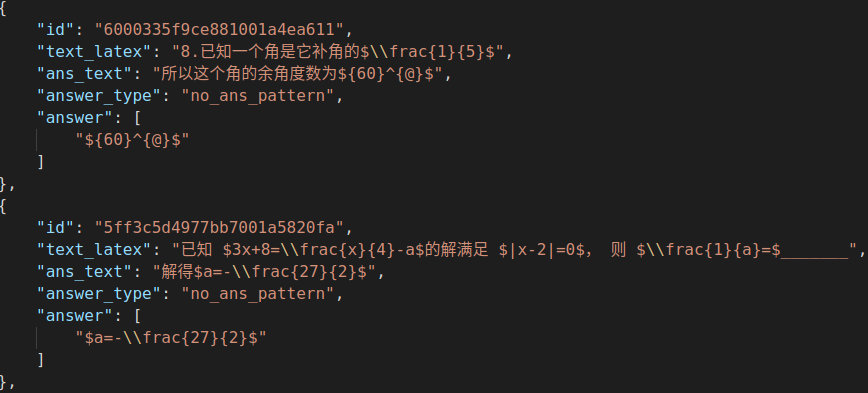 {
"id": "6000335f9ce881001a4ea611",
"text_latex": "8.已知一个角是它补角的$\\frac{1}{5}$",
"ans_text": "所以这个角的余角度数为${60}^{@}$",
"answer_type": "no_ans_pattern",
"answer": [
"${60}^{@}$"
]
},
{
"id": "5ff3c5d4977bb7001a5820fa",
"text_latex": "已知 $3x+8=\\frac{x}{4}-a$的解满足 $|x-2|=0$， 则 $\\frac{1}{a}=$_______",
"ans_text": "解得$a=-\\frac{27}{2}$",
"answer_type": "no_ans_pattern",
"answer": [
"$a=-\\frac{27}{2}$"
]
},